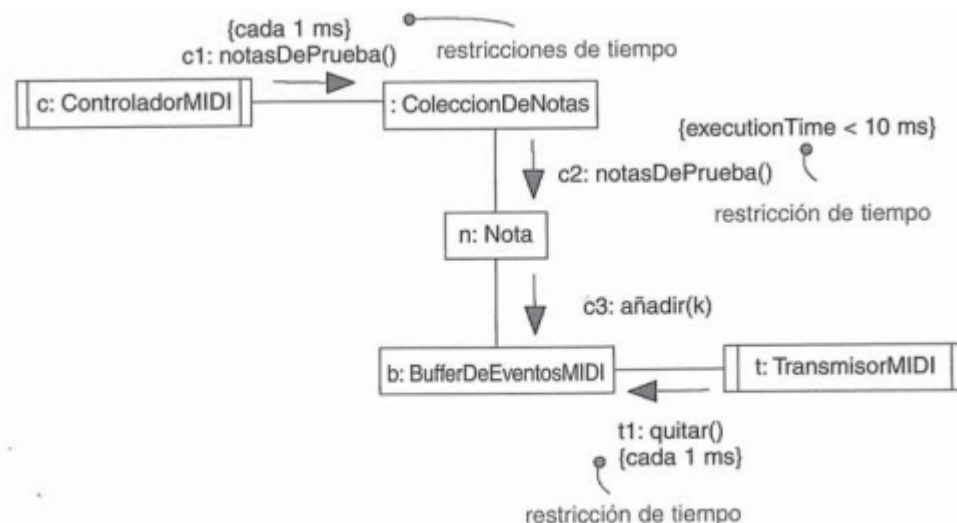 {cada 1 ms}
c1: notasDePrueba()
restricciones de tiempo
c: ControladorMIDI
: ColeccionDeNotas
{executionTime < 10 ms}
c2: notasDePrueba()
restricción de tiempo
n: Nota
c3: añadir(k)
b: BufferDeEventosMIDI
t: TransmisorMIDI
t1: quitar()
{cada 1 ms}
restricción de tiempo